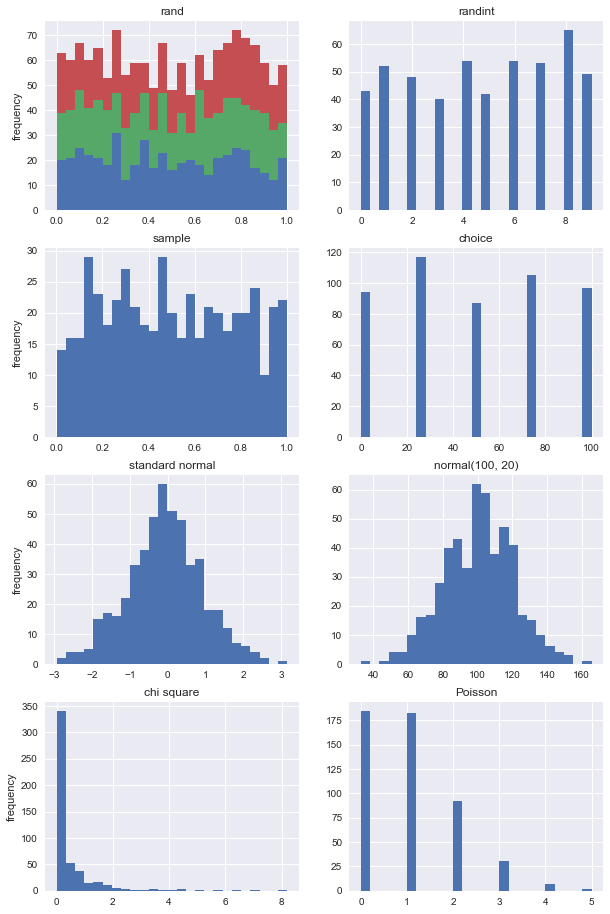 rand
frequency
70
60
50
40
30
20
10
0
0.0 0.2 0.4 0.6 0.8 1.0
randint
60
50
40
30
20
10
0
0 2 4 6 8
sample
frequency
30
25
20
15
10
5
0
0.0 0.2 0.4 0.6 0.8 1.0
choice
120
100
80
60
40
20
0
0 20 40 60 80 100
standard normal
frequency
60
50
40
30
20
10
0
−3 −2 −1 0 1 2 3
normal(100, 20)
60
50
40
30
20
10
0
40 60 80 100 120 140 160
chi square
frequency
350
300
250
200
150
100
50
0
0 2 4 6 8
Poisson
175
150
125
100
75
50
25
0
0 1 2 3 4 5